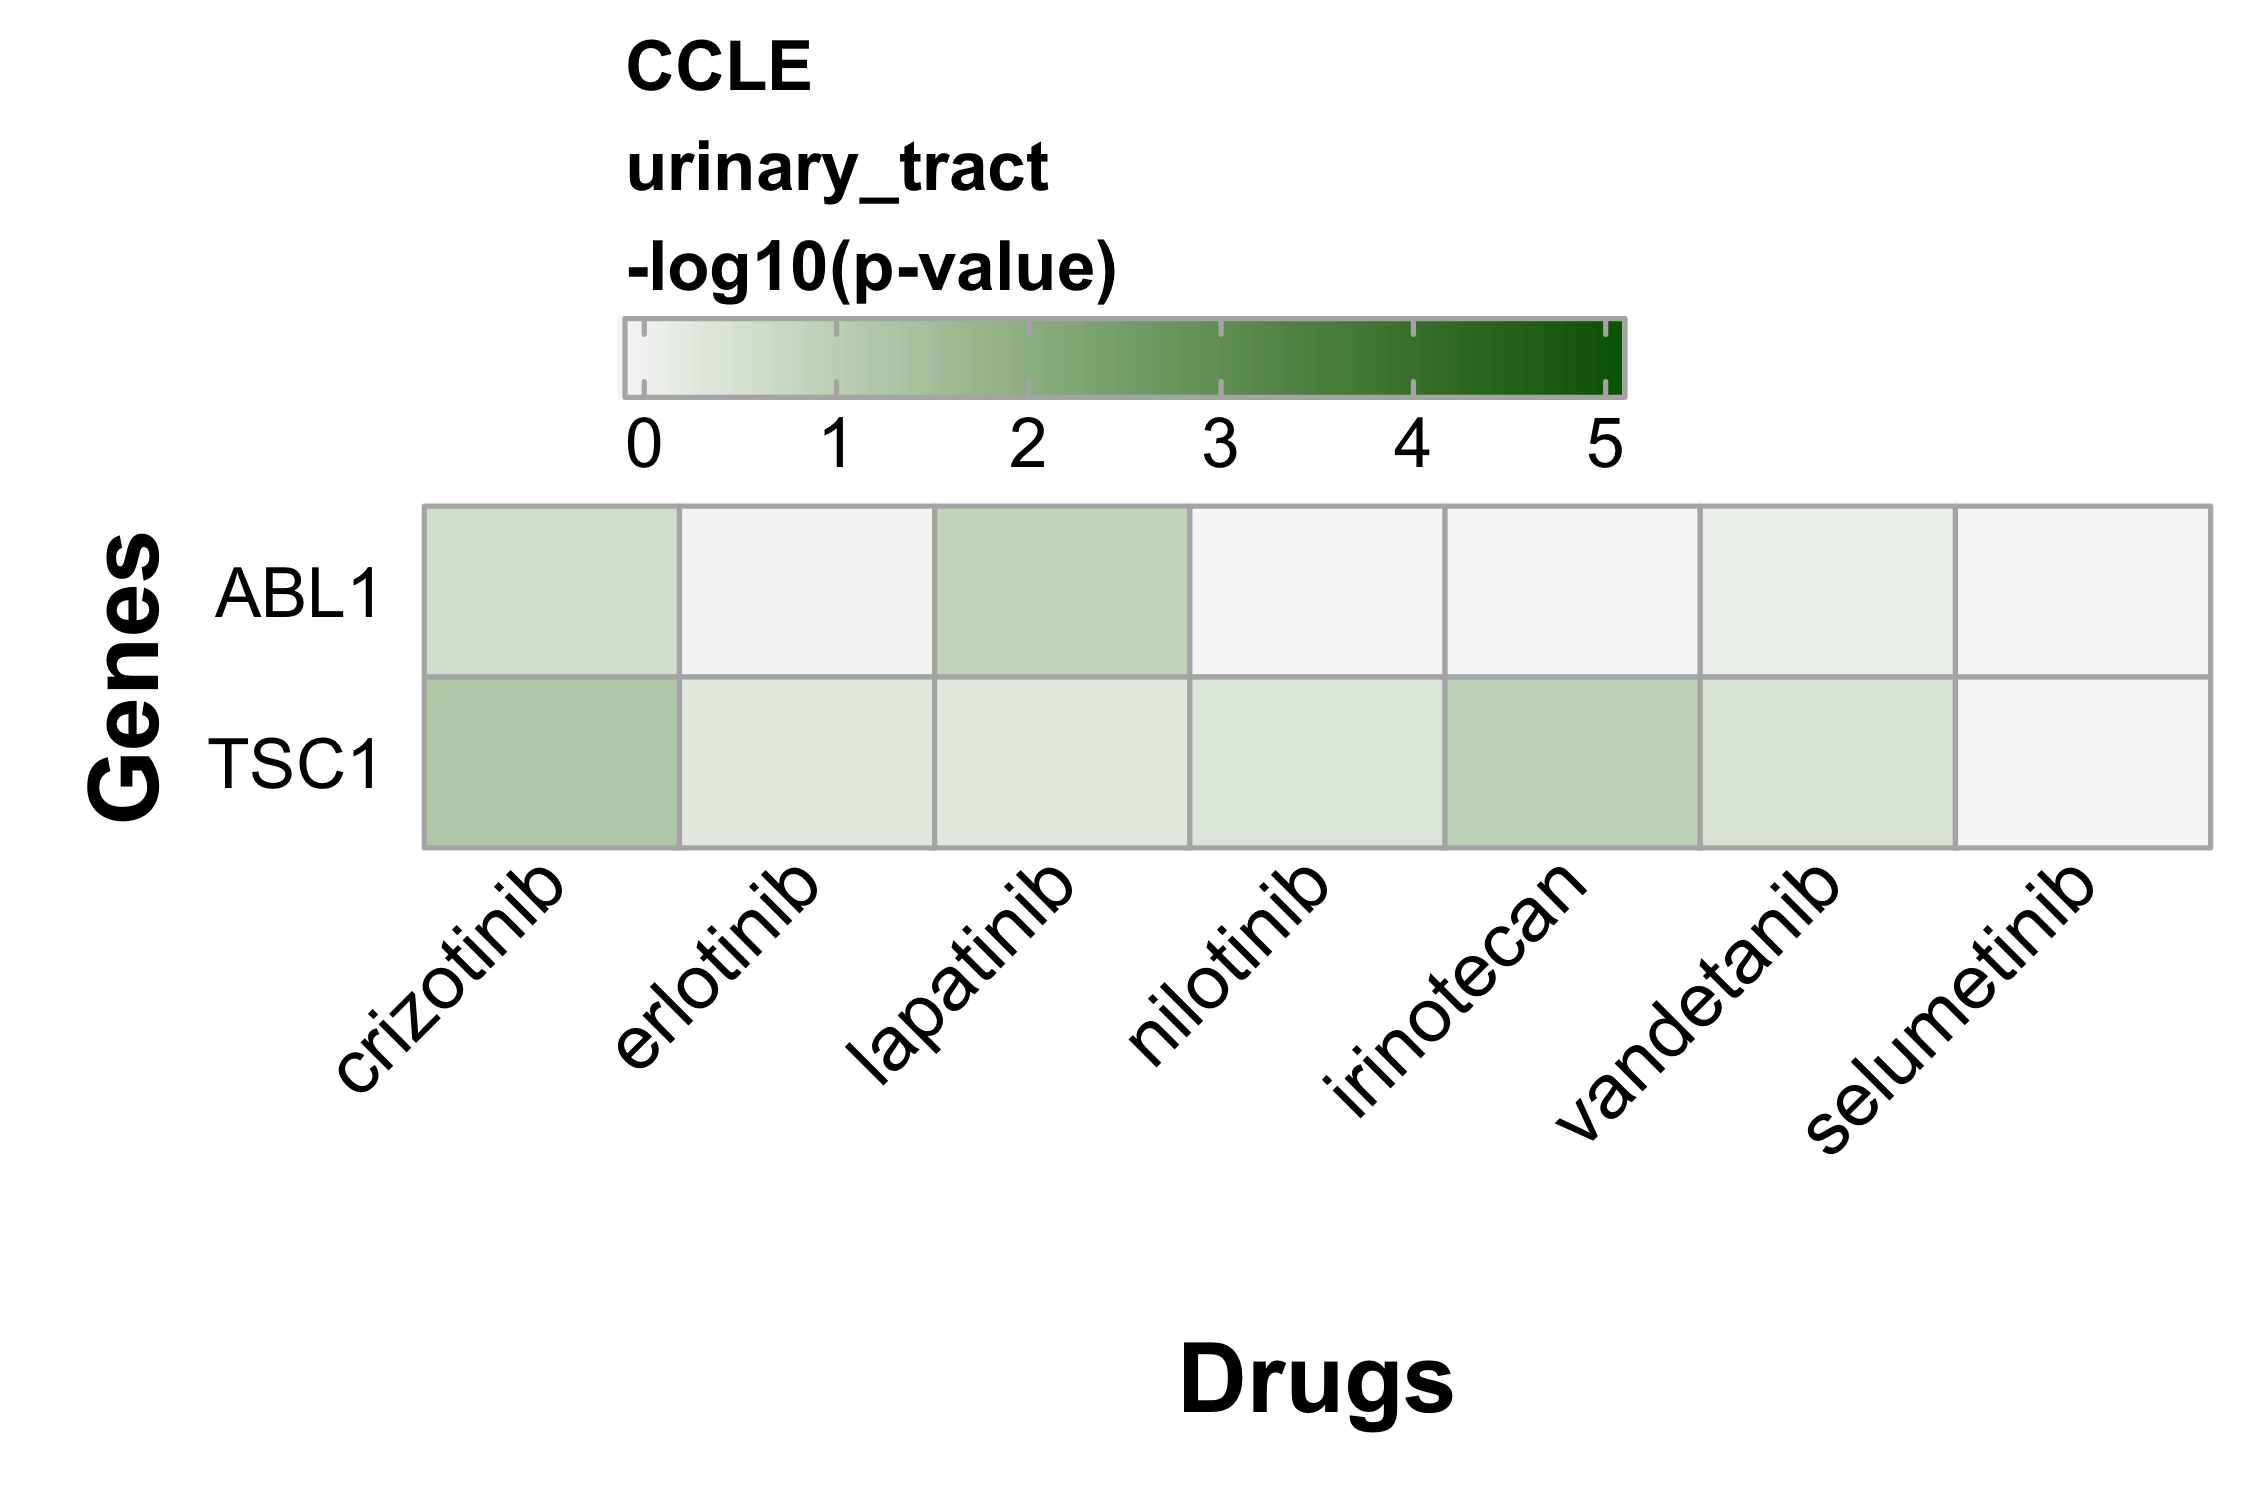 CCLE
urinary_tract
-log10(p-value)
0 1 2 3 4 5
Genes
ABL1
TSC1
crizotinib erlotinib lapatinib nilotinib irinotecan vandetanib selumetinib
Drugs